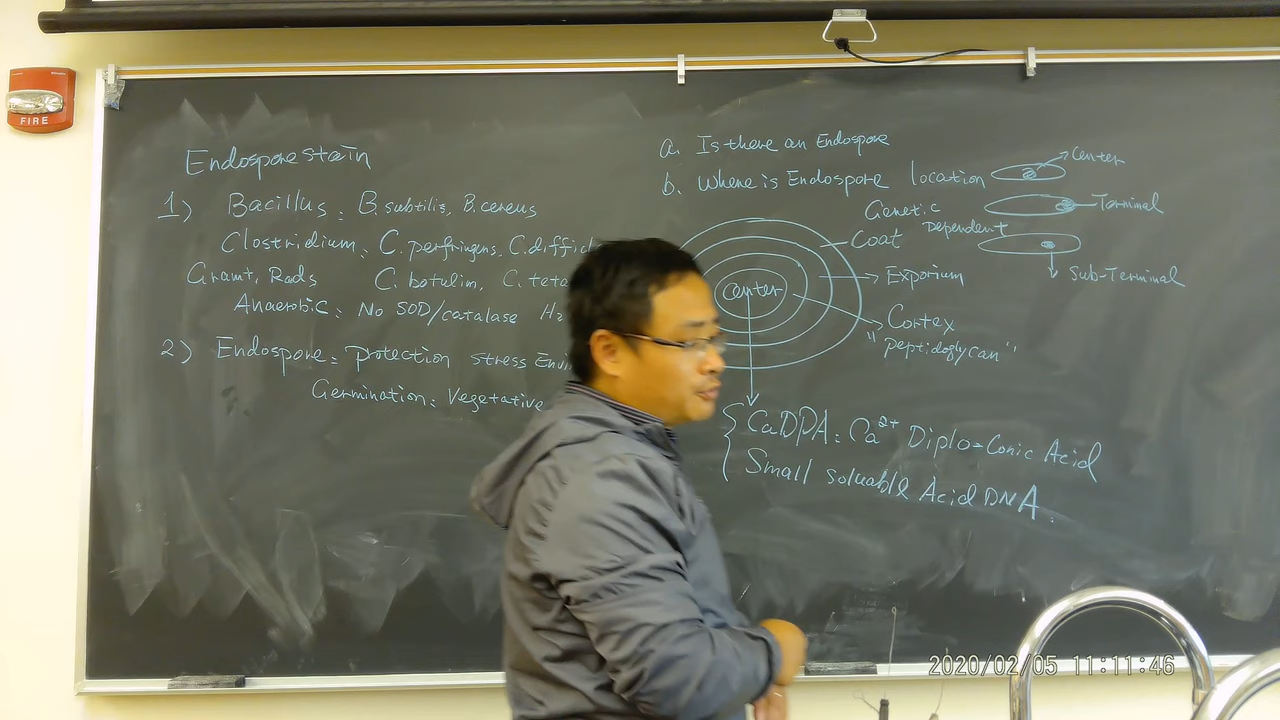 FIRE
Endospore stain
1) Bacillus: B. subtilis, B. cereus
Clostridium: C. perfringens, C. diffic
Gram+, Rods C. botulim, C. teta
Anaerobic: No SOD/catalase H2
2) Endospore = protection stress Envi
Germination: Vegetative
a. Is there an Endospore
b. Where is Endospore location
Center
Terminal
Sub-Terminal
Genetic Dependent
Coat
Exporium
Cortex
"peptidoglycan"
center
CaDPA: Ca2+ Diplo-Conic Acid
Small soluable Acid DNA.
2020/02/05 11:11:46